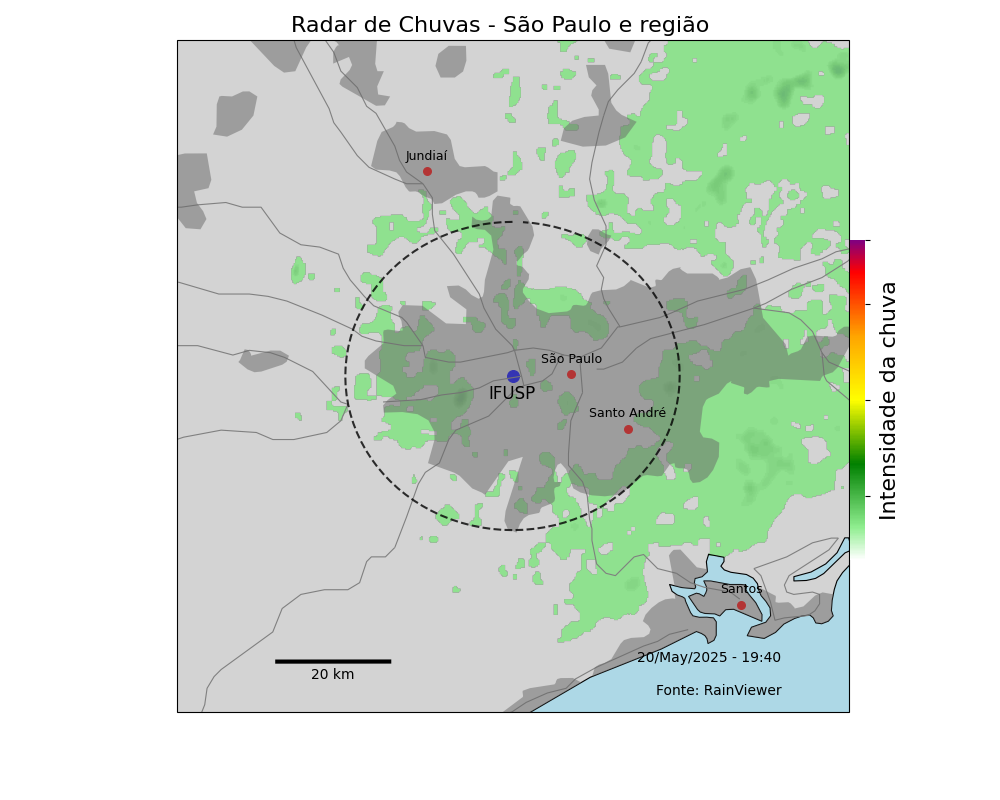 Radar de Chuvas - São Paulo e região
Jundiaí
São Paulo
IFUSP
Santo André
Santos
20 km
20/May/2025 - 19:40
Fonte: RainViewer
Intensidade da chuva